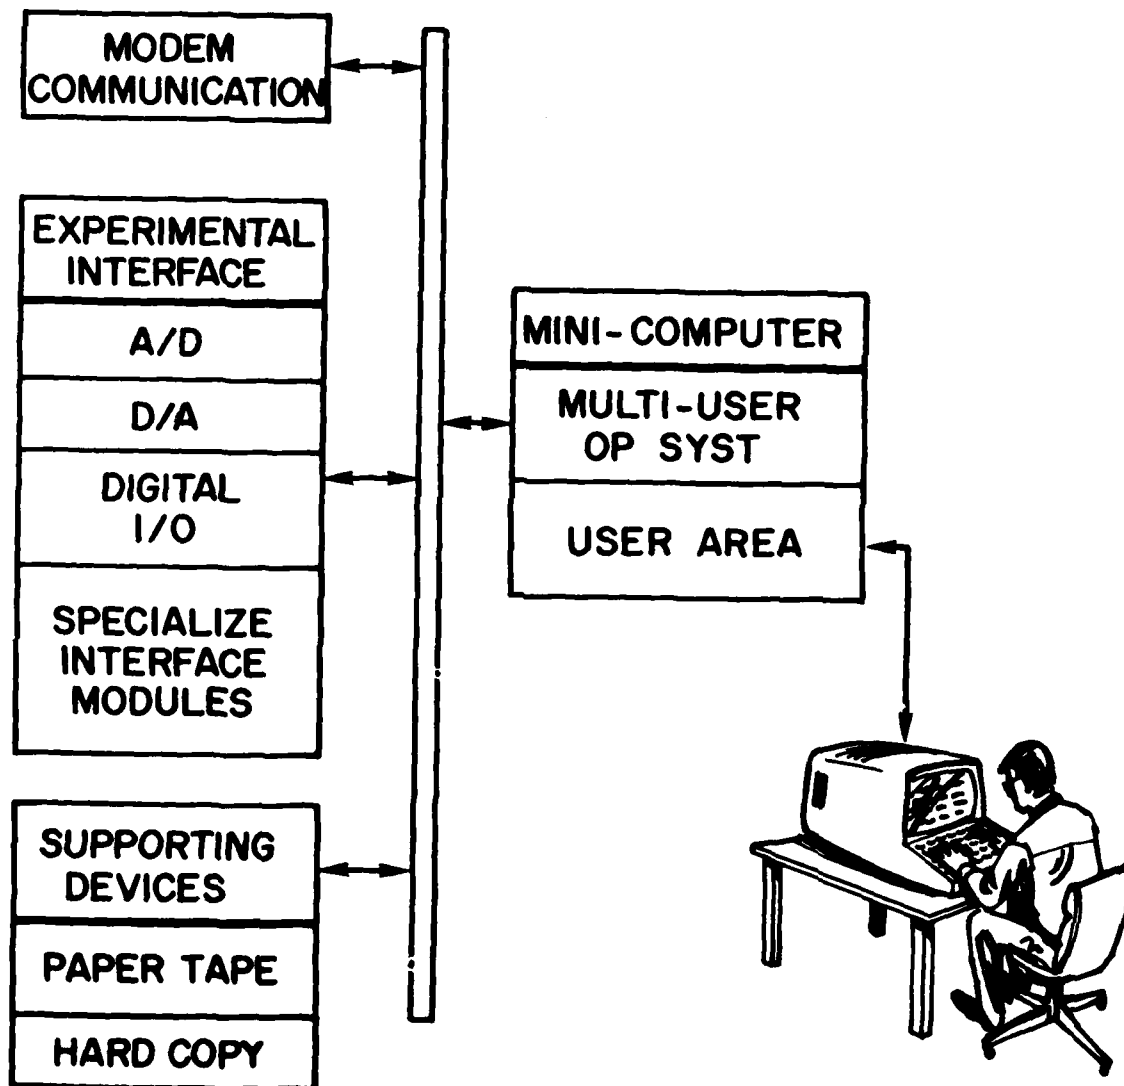 MODEM
COMMUNICATION
EXPERIMENTAL
INTERFACE
A/D
D/A
DIGITAL
I/O
SPECIALIZE
INTERFACE
MODULES
SUPPORTING
DEVICES
PAPER TAPE
HARD COPY
MINI-COMPUTER
MULTI-USER
OP SYST
USER AREA